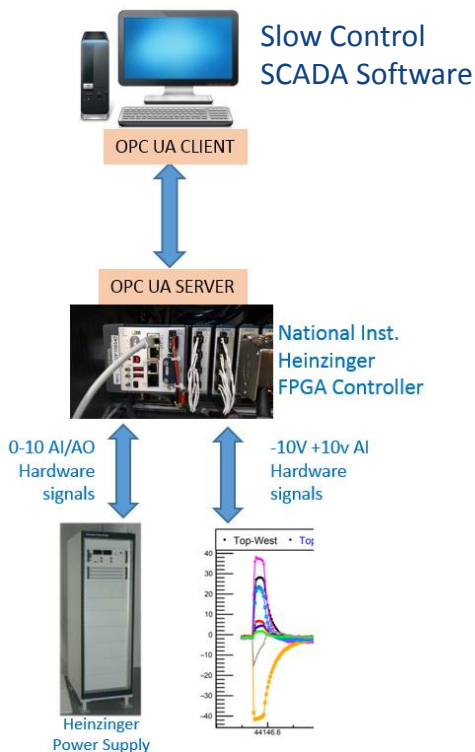 Slow Control
SCADA Software
OPC UA CLIENT
OPC UA SERVER
National Inst.
Heinzinger
FPGA Controller
0-10 AI/AO
Hardware
signals
-10V +10v AI
Hardware
signals
• Top-West • Top
40
30
20
10
0
-10
-20
-30
-40
44146.6
Heinzinger
Power Supply